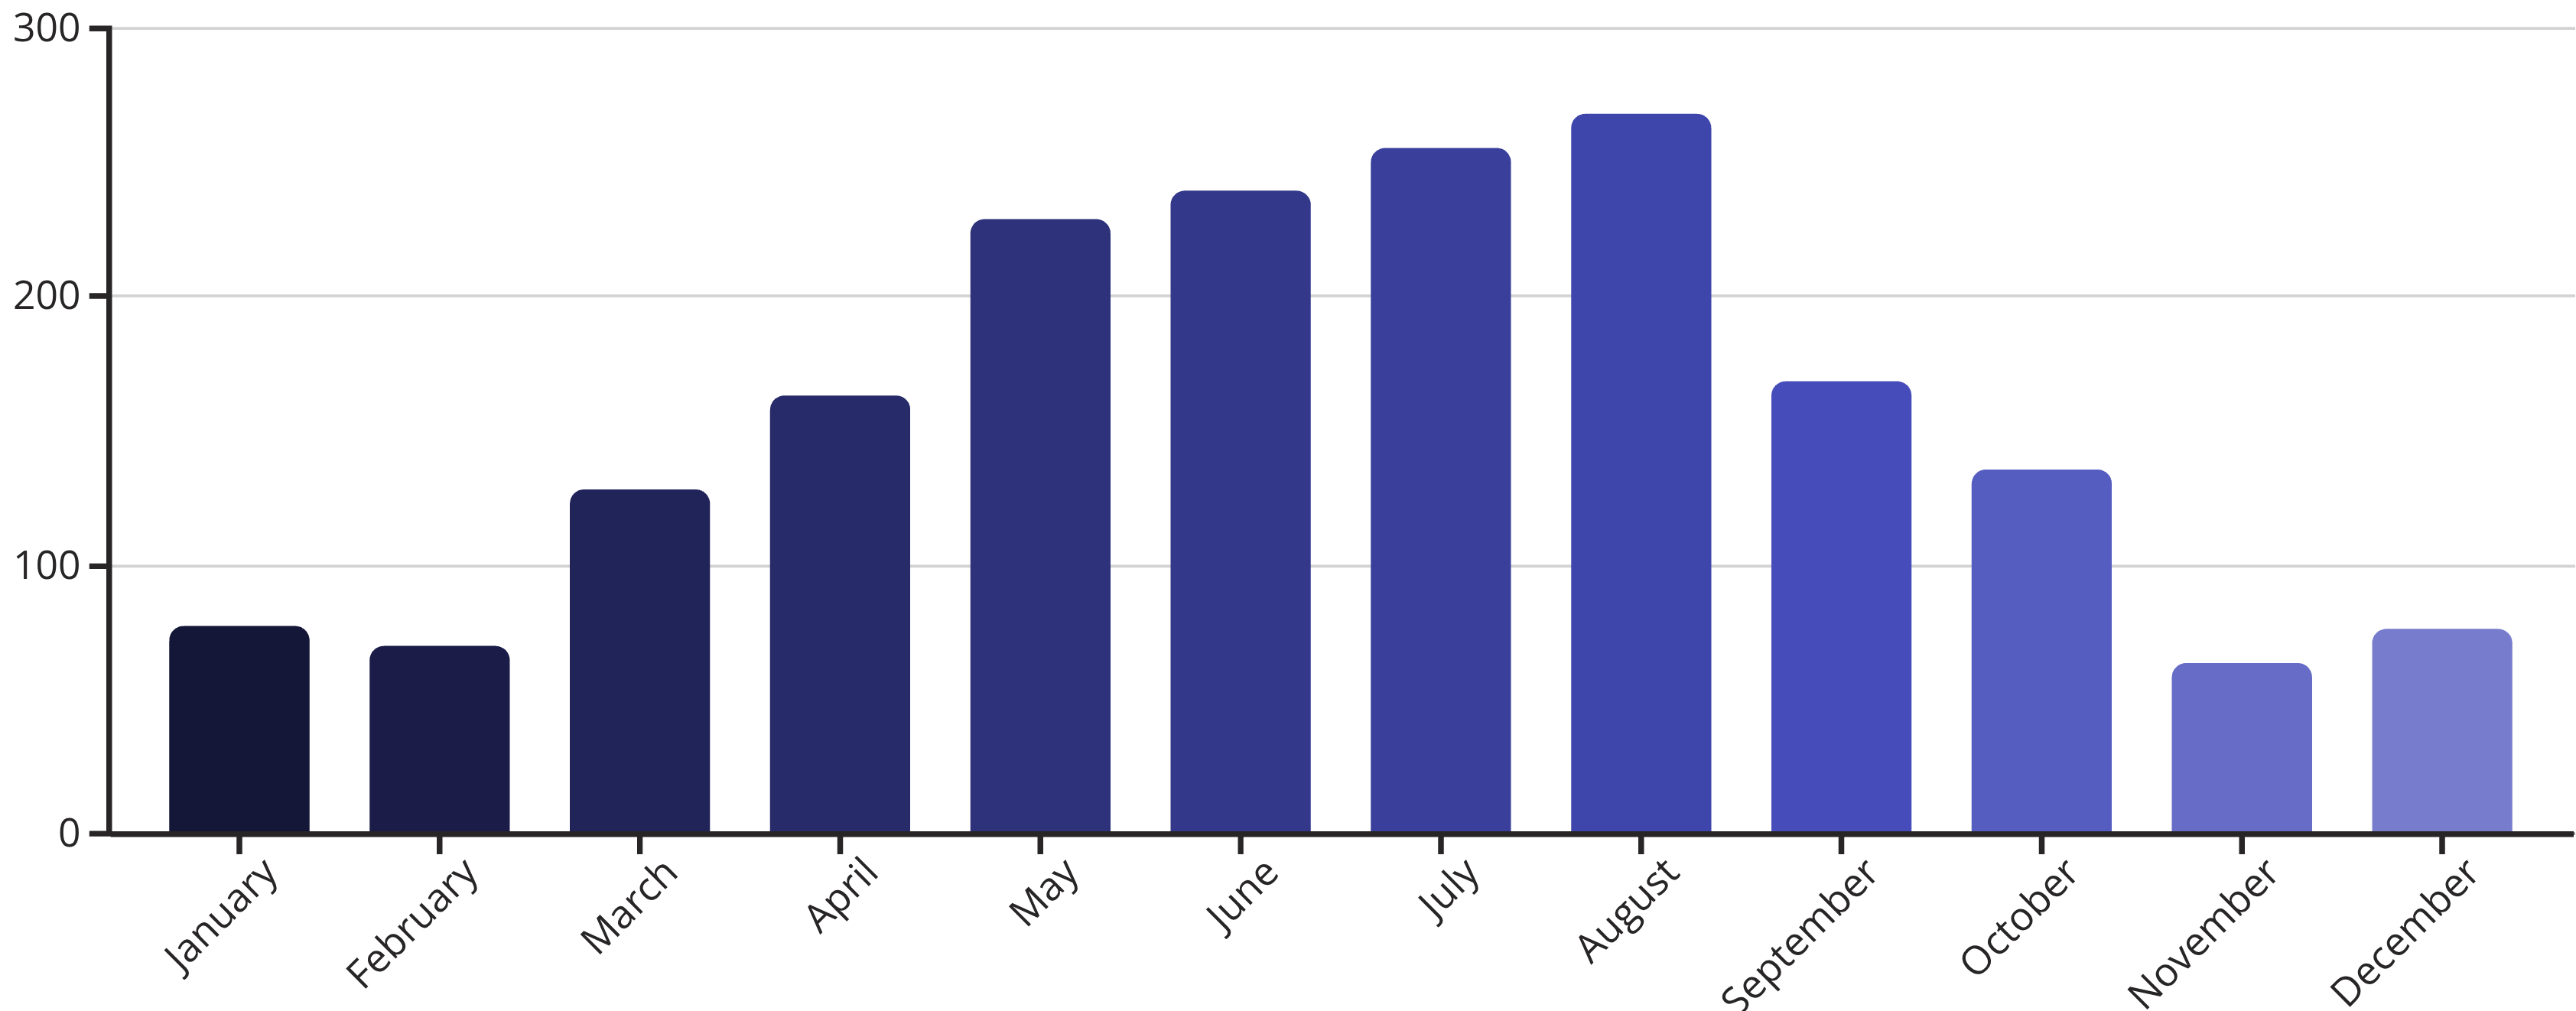 300
200
100
0
January
February
March
April
May
June
July
August
September
October
November
December